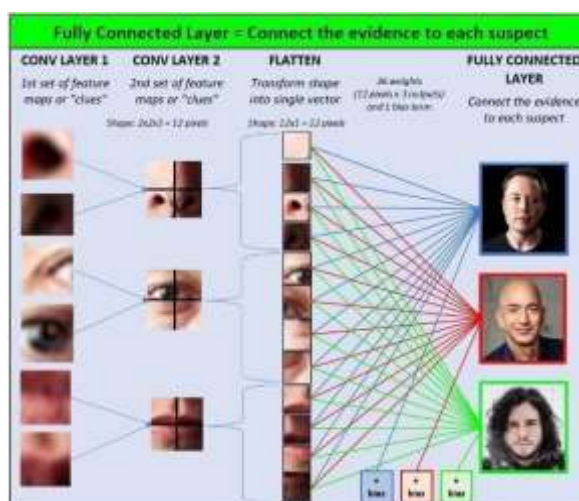 Fully Connected Layer = Connect the evidence to each suspect
CONV LAYER 1
1st set of feature
maps or "clues"
CONV LAYER 2
2nd set of feature
maps or "clues"
Shape: 2x2x3 = 12 pixels
FLATTEN
Transform shape
into single vector
Shape: 12x1 = 12 pixels
36 weights
(12 pixels x 3 outputs)
and 1 bias term
FULLY CONNECTED
LAYER
Connect the evidence
to each suspect
+
bias
+
bias
+
bias